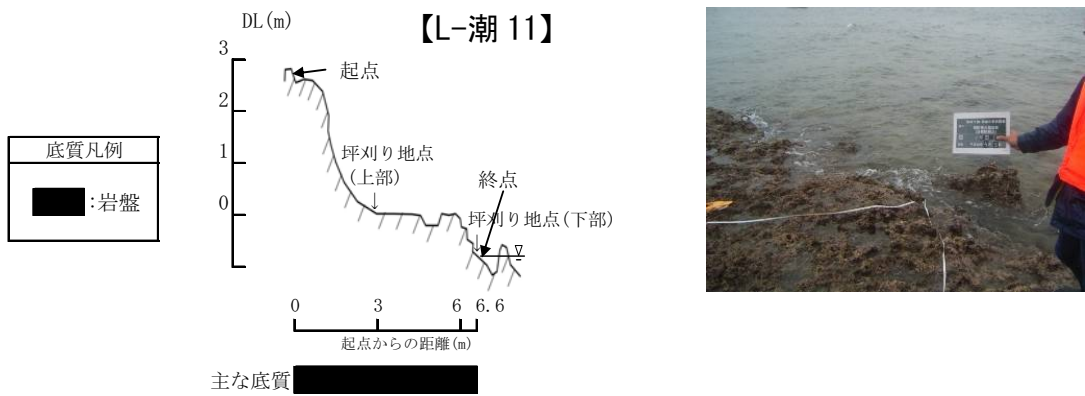 DL(m)
【L-潮 11】
3
2
1
0
起点
坪刈り地点
(上部)
終点
坪刈り地点(下部)
底質凡例
:岩盤
0 3 6 6.6
起点からの距離(m)
主な底質